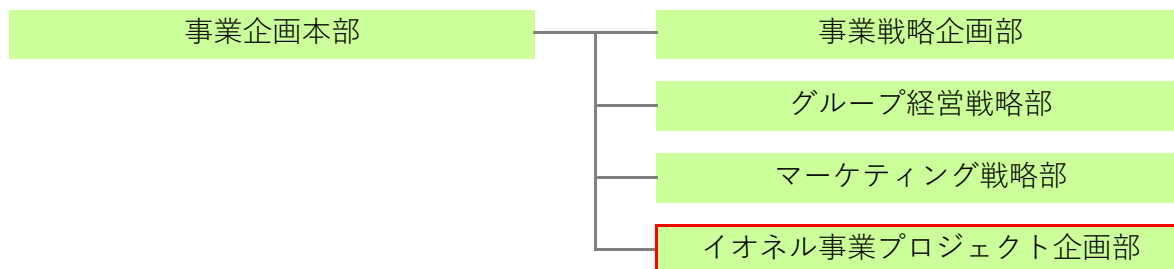 事業企画本部
事業戦略企画部
グループ経営戦略部
マーケティング戦略部
イオネル事業プロジェクト企画部